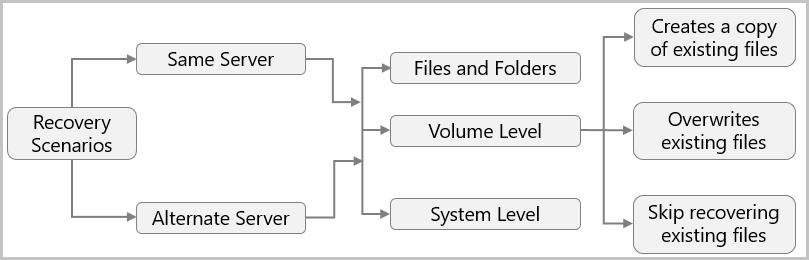 Recovery
Scenarios
Same Server
Alternate Server
Files and Folders
Volume Level
System Level
Creates a copy
of existing files
Overwrites
existing files
Skip recovering
existing files